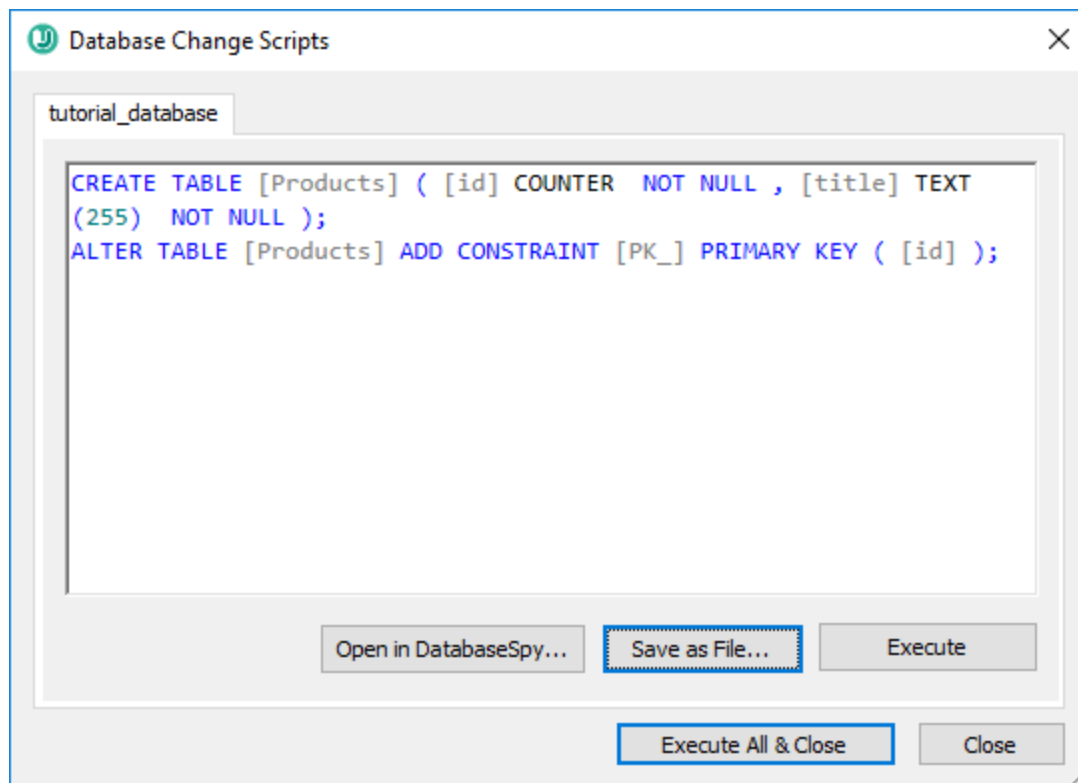 Database Change Scripts
tutorial_database
CREATE TABLE [Products] ( [id] COUNTER  NOT NULL , [title] TEXT
(255)  NOT NULL );
ALTER TABLE [Products] ADD CONSTRAINT [PK_] PRIMARY KEY ( [id] );
Open in DatabaseSpy...
Save as File...
Execute
Execute All & Close
Close